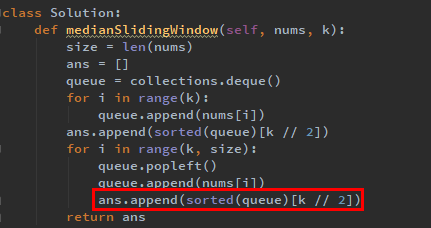 class Solution:
    def medianSlidingWindow(self, nums, k):
        size = len(nums)
        ans = []
        queue = collections.deque()
        for i in range(k):
            queue.append(nums[i])
        ans.append(sorted(queue)[k // 2])
        for i in range(k, size):
            queue.popleft()
            queue.append(nums[i])
            ans.append(sorted(queue)[k // 2])
        return ans